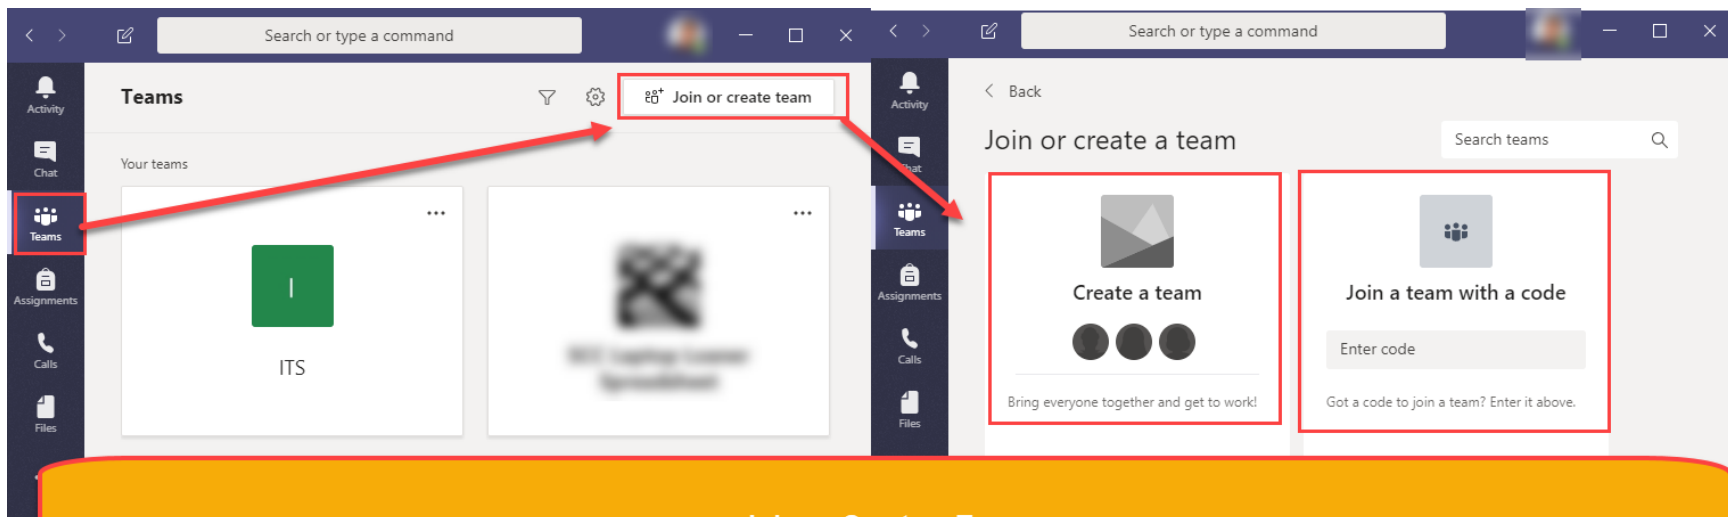 Search or type a command
Activity
Chat
Teams
Assignments
Calls
Files
Teams
Join or create team
Your teams
I
ITS
Search or type a command
Activity
Chat
Teams
Assignments
Calls
Files
Back
Join or create a team
Search teams
Create a team
Bring everyone together and get to work!
Join a team with a code
Enter code
Got a code to join a team? Enter it above.